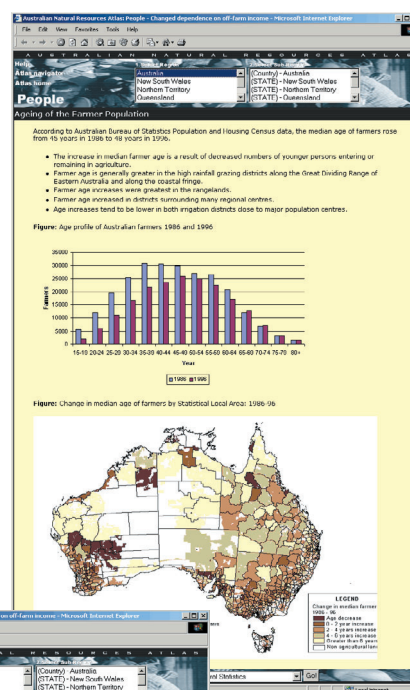 Australian Natural Resources Atlas: People - Changed dependence on off-farm income - Microsoft Internet Explorer
File Edit View Favorites Tools Help
AUSTRALIAN NATURAL RESOURCES ATLAS
Help
Atlas navigator
Atlas home
Australia
New South Wales
Northern Territory
Queensland
(Country) - Australia
(STATE) - New South Wales
(STATE) - Northern Territory
(STATE) - Queensland
People
Ageing of the Farmer Population
According to Australian Bureau of Statistics Population and Housing Census data, the median age of farmers rose
from 45 years in 1986 to 48 years in 1996.
• The increase in median farmer age is a result of decreased numbers of younger persons entering or
remaining in agriculture.
• Farmer age is generally greater in the high rainfall grazing districts along the Great Dividing Range of
Eastern Australia and along the coastal fringe.
• Farmer age increases were greatest in the rangelands.
• Farmer age increased in districts surrounding many regional centres.
• Age increases tend to be lower in both irrigation districts close to major population centres.
Figure: Age profile of Australian farmers 1986 and 1996
35000
30000
25000
20000
15000
10000
5000
0
Farmers
15-19 20-24 25-29 30-34 35-39 40-44 45-49 50-54 55-59 60-64 65-69 70-74 75-79 80+
Year
1986 1996
Figure: Change in median age of farmers by Statistical Local Area: 1986-96
LEGEND
Change in median farmer
1986 - 96
Age decrease
0 - 2 year increase
2 - 4 years increase
4 - 6 years increase
Greater than 6 years
Non agricultural land
on off-farm income - Microsoft Internet Explorer
ATLAS
(Country) - Australia
(STATE) - New South Wales
(STATE) - Northern Territory
Statistics
Go!